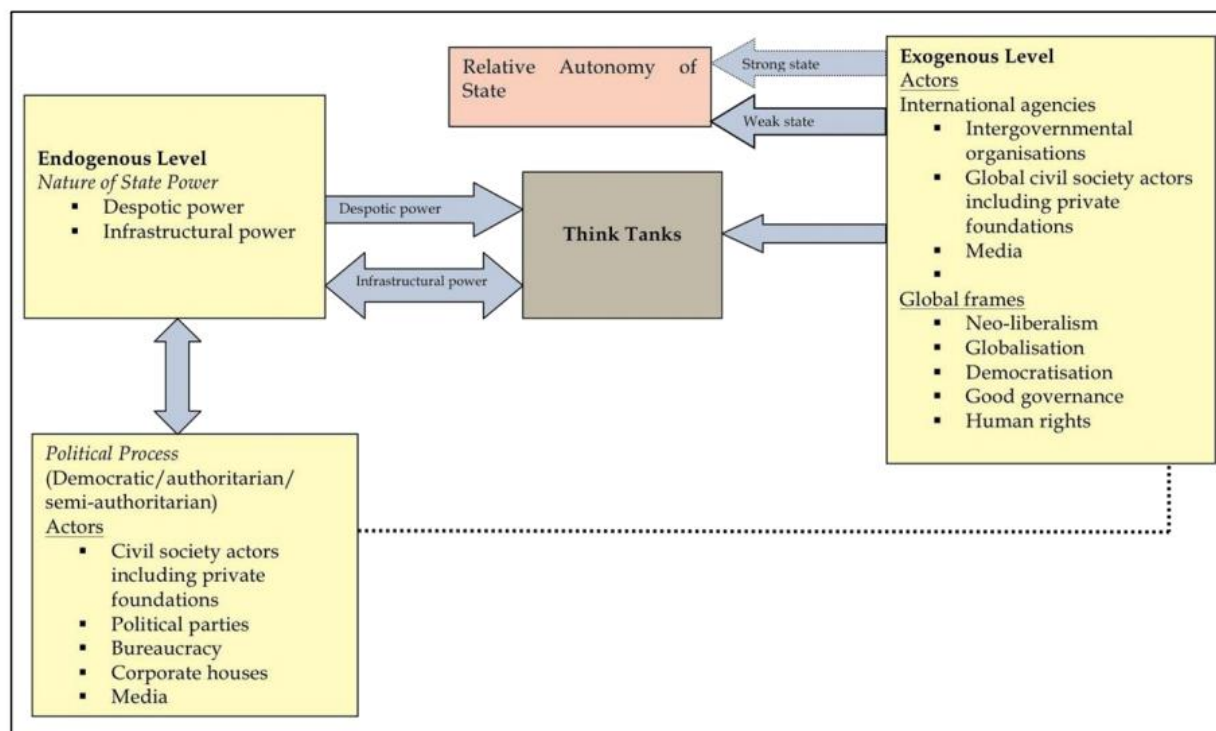 Relative Autonomy of
State
Strong state
Weak state
Exogenous Level
Actors
International agencies
▪ Intergovernmental
organisations
▪ Global civil society actors
including private
foundations
▪ Media
▪
Global frames
▪ Neo-liberalism
▪ Globalisation
▪ Democratisation
▪ Good governance
▪ Human rights
Endogenous Level
Nature of State Power
▪ Despotic power
▪ Infrastructural power
Despotic power
Infrastructural power
Think Tanks
Political Process
(Democratic/authoritarian/
semi-authoritarian)
Actors
▪ Civil society actors
including private
foundations
▪ Political parties
▪ Bureaucracy
▪ Corporate houses
▪ Media